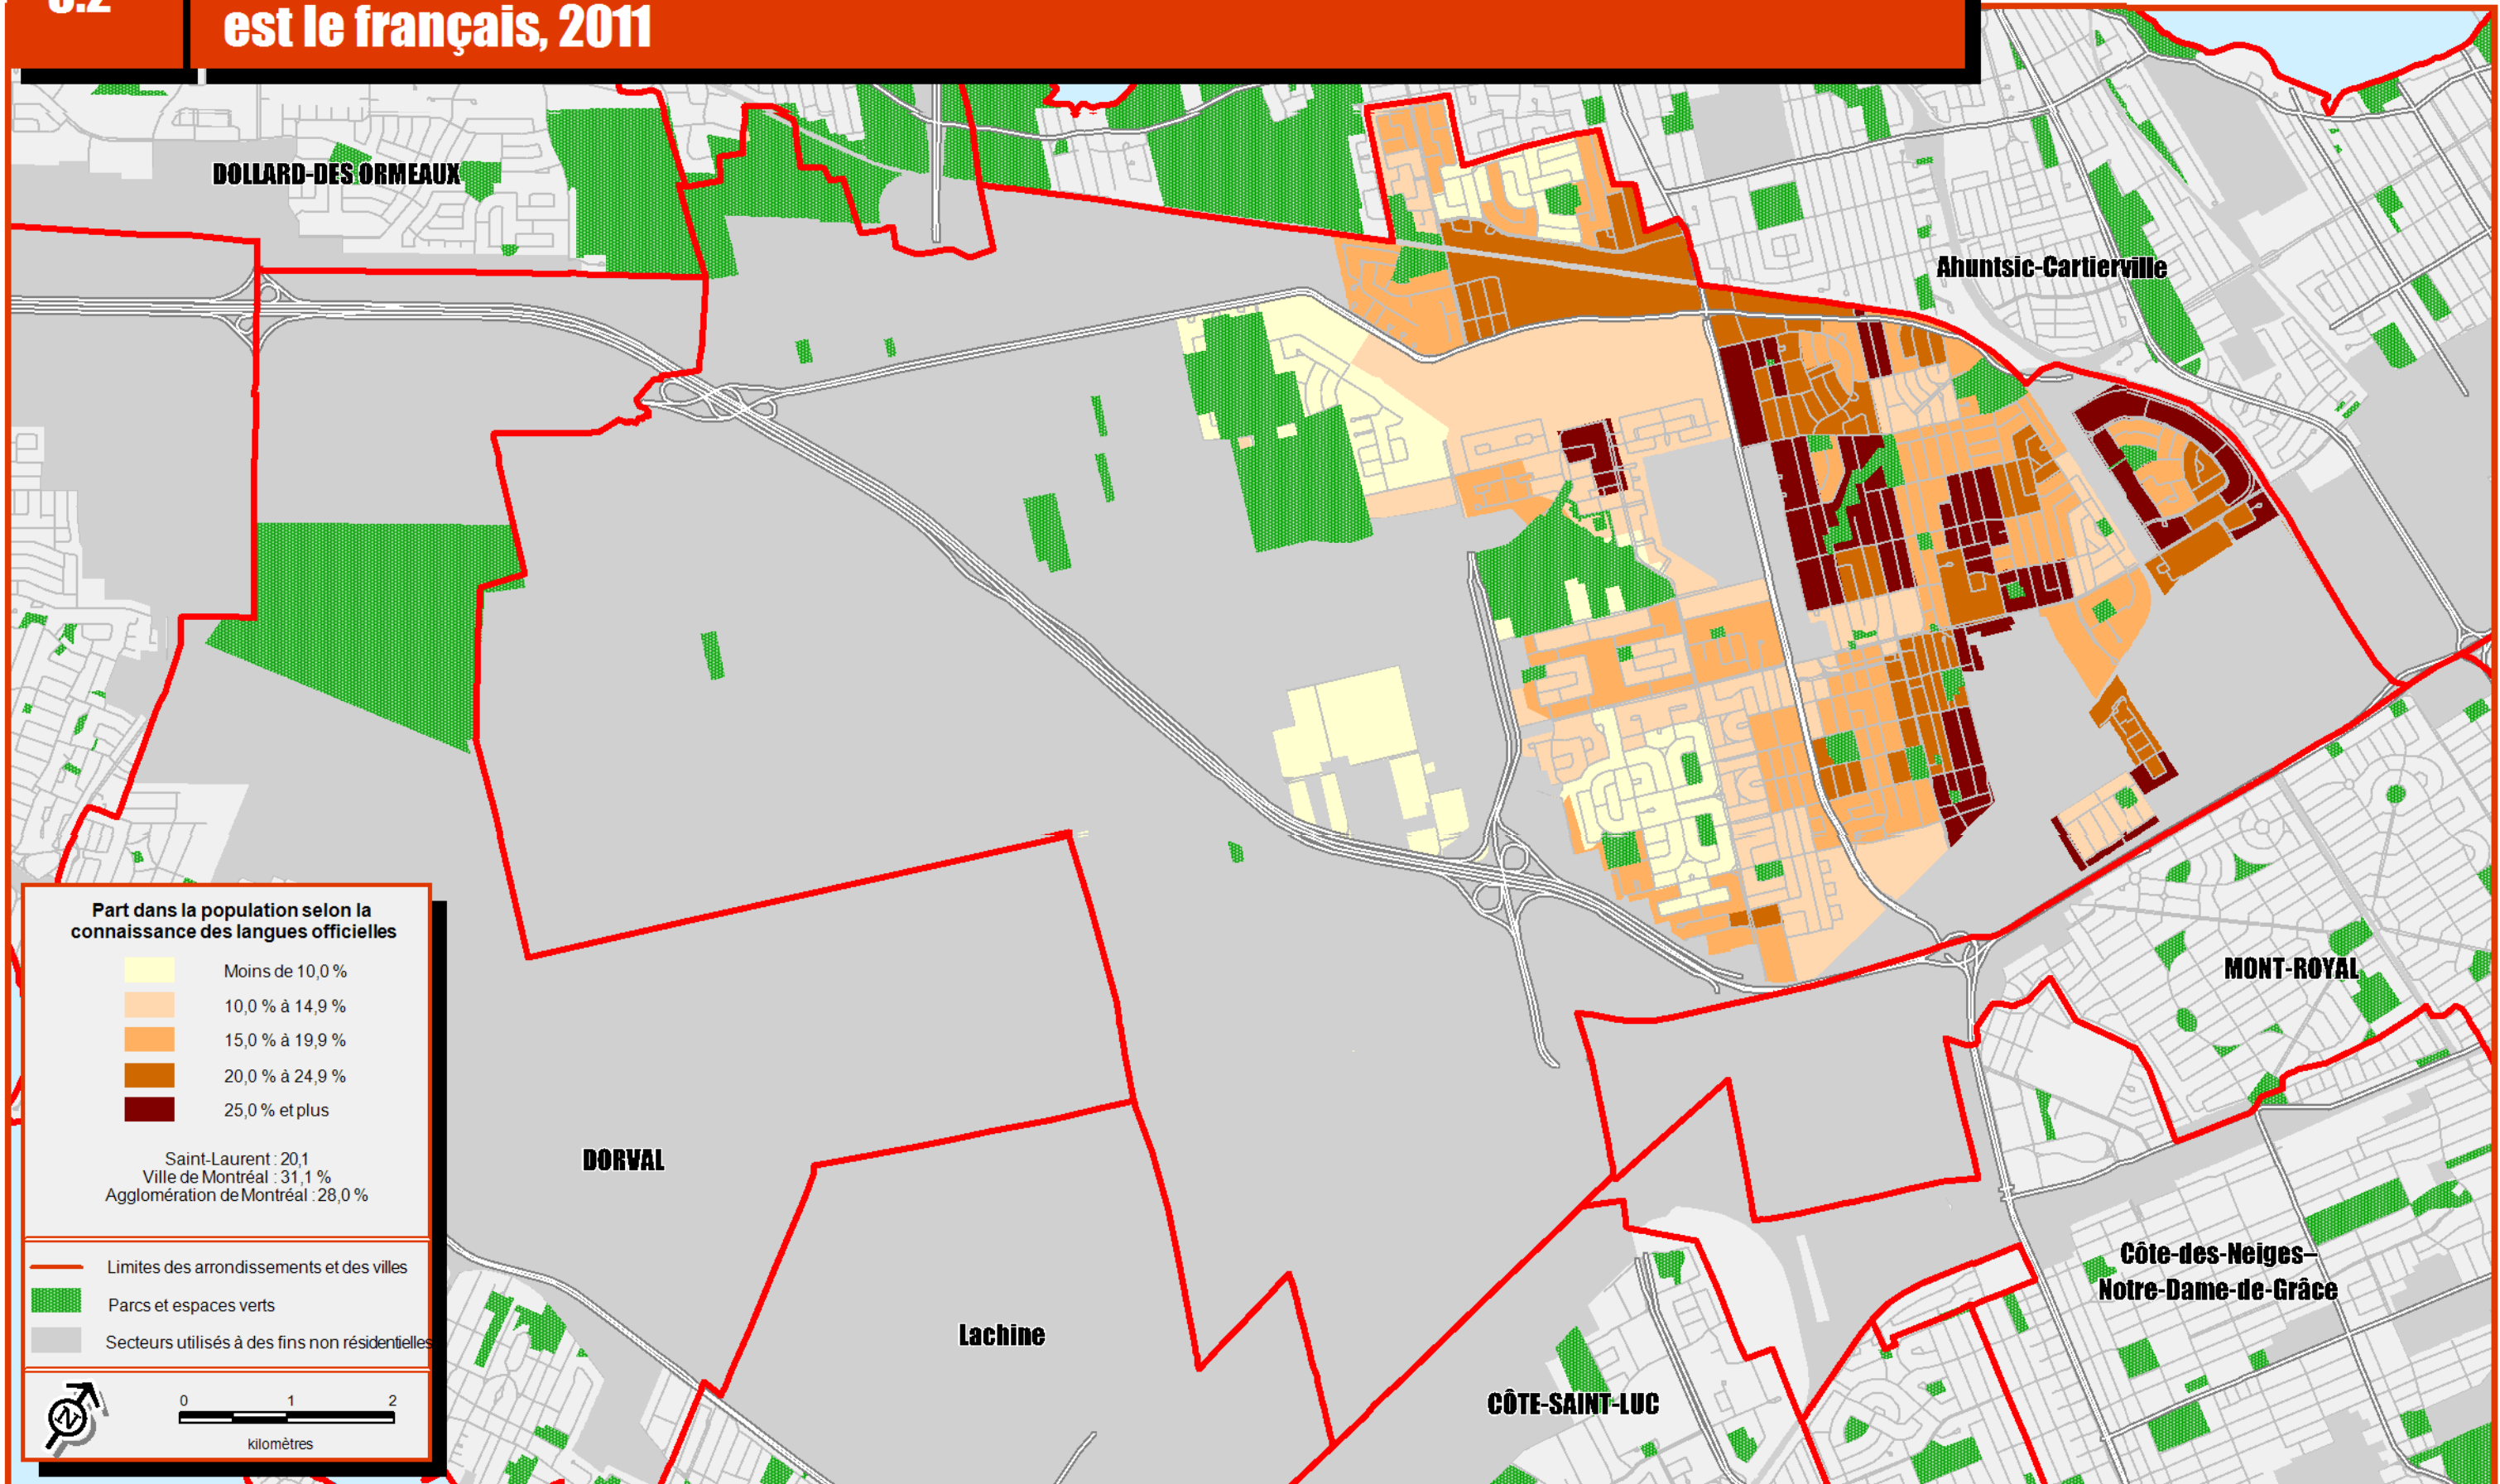 est le français, 2011
DOLLARD-DES ORMEAUX
Ahuntsic-Cartierville
MONT-ROYAL
DORVAL
Côte-des-Neiges–
Notre-Dame-de-Grâce
Lachine
CÔTE-SAINT-LUC
Part dans la population selon la
connaissance des langues officielles
Moins de 10,0 %
10,0 % à 14,9 %
15,0 % à 19,9 %
20,0 % à 24,9 %
25,0 % et plus
Saint-Laurent : 20,1
Ville de Montréal : 31,1 %
Agglomération de Montréal : 28,0 %
Limites des arrondissements et des villes
Parcs et espaces verts
Secteurs utilisés à des fins non résidentielles
N
0 1 2
kilomètres